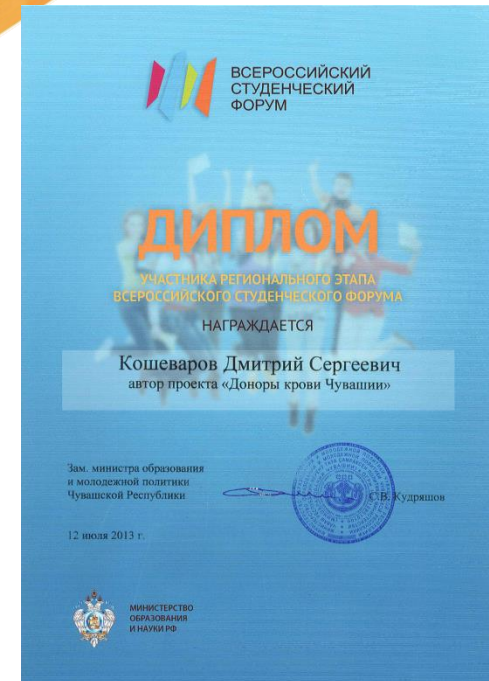 ВСЕРОССИЙСКИЙ
СТУДЕНЧЕСКИЙ
ФОРУМ
ДИПЛОМ
УЧАСТНИКА РЕГИОНАЛЬНОГО ЭТАПА
ВСЕРОССИЙСКОГО СТУДЕНЧЕСКОГО ФОРУМА
НАГРАЖДАЕТСЯ
Кошеваров Дмитрий Сергеевич
автор проекта «Доноры крови Чувашии»
Зам. министра образования
и молодежной политики
Чувашской Республики
С.В. Кудряшов
12 июля 2013 г.
МИНИСТЕРСТВО
ОБРАЗОВАНИЯ
И НАУКИ РФ